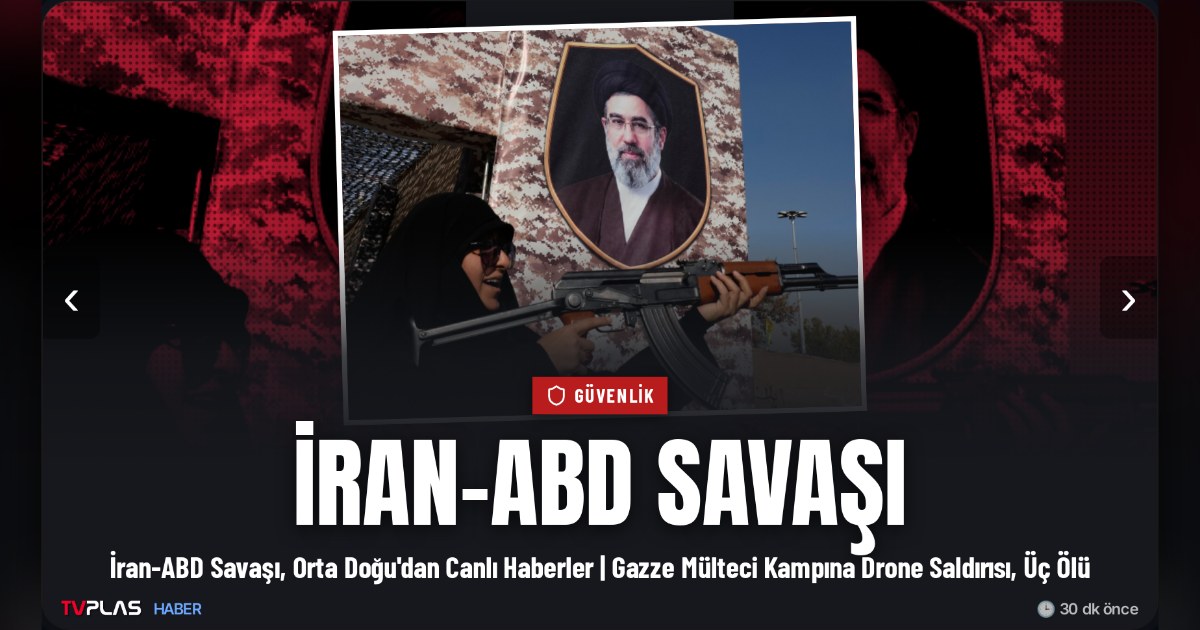 GÜVENLİK
İRAN-ABD SAVAŞI
İran-ABD Savaşı, Orta Doğu'dan Canlı Haberler | Gazze Mülteci Kampına Drone Saldırısı, Üç Ölü
TVPLAS HABER
30 dk önce